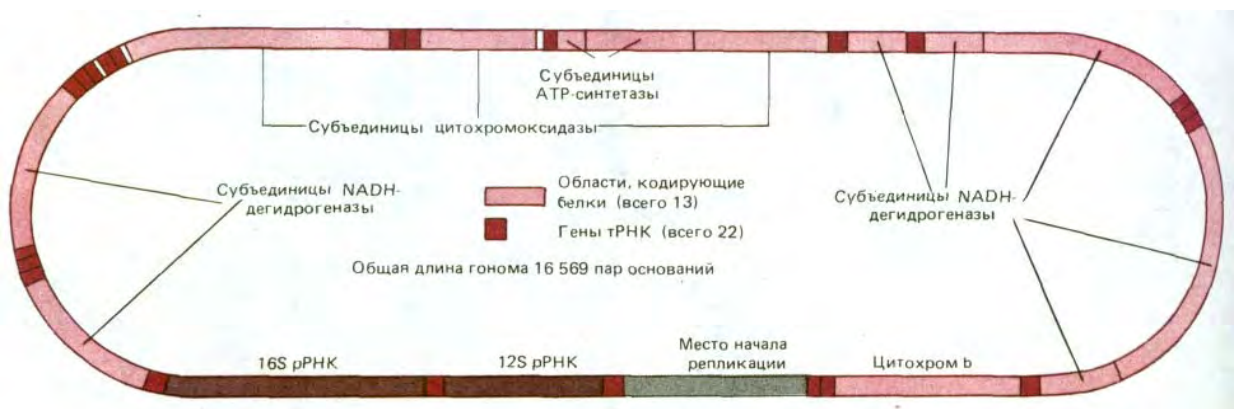 Субъединицы
АТР-синтетазы
Субъединицы цитохромоксидазы
Субъединицы NADH-
дегидрогеназы
Области, кодирующие
белки (всего 13)
Гены тРНК (всего 22)
Общая длина гонома 16 569 пар оснований
Субъединицы NADH-
дегидрогеназы
16S рРНК
12S рРНК
Место начала
репликации
Цитохром b